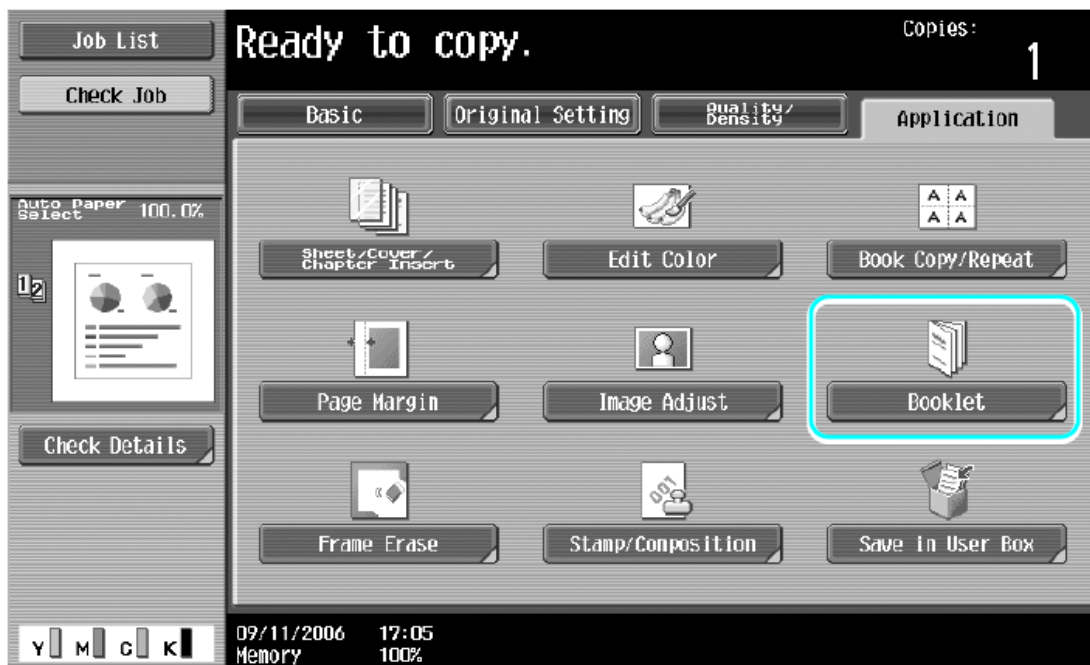 Job List
Check Job
Ready to copy.
Copies:
1
Basic
Original Setting
Quality/
Density
Application
Auto Paper
Select
100.0%
12
Sheet/Cover/
Chapter Insert
Edit Color
A A
A A
Book Copy/Repeat
Page Margin
Image Adjust
Booklet
Check Details
001
Frame Erase
Stamp/Composition
Save in User Box
Y M C K
09/11/2006 17:05
Memory 100%